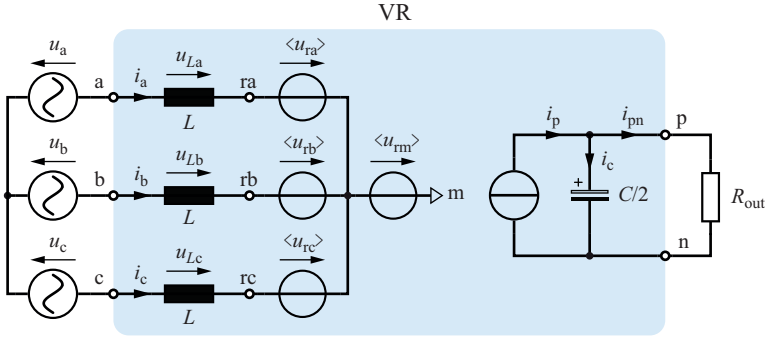 VR
u_a
a
i_a
u_La
L
ra
<u_ra>
u_b
b
i_b
u_Lb
L
rb
<u_rb>
<u_rm>
m
u_c
c
i_c
u_Lc
L
rc
<u_rc>
i_p
i_pn
p
i_c
+
C/2
R_out
n